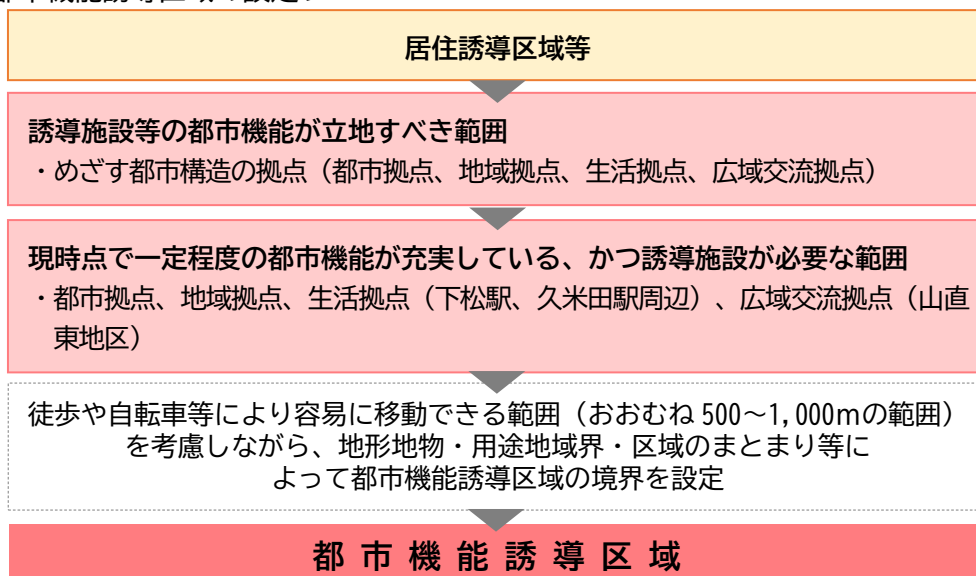 居住誘導区域等
誘導施設等の都市機能が立地すべき範囲
・めざす都市構造の拠点（都市拠点、地域拠点、生活拠点、広域交流拠点）
現時点で一定程度の都市機能が充実している、かつ誘導施設が必要な範囲
・都市拠点、地域拠点、生活拠点（下松駅、久米田駅周辺）、広域交流拠点（山直
東地区）
徒歩や自転車等により容易に移動できる範囲（おおむね 500～1,000mの範囲）
を考慮しながら、地形地物・用途地域界・区域のまとまり等に
よって都市機能誘導区域の境界を設定
都市機能誘導区域